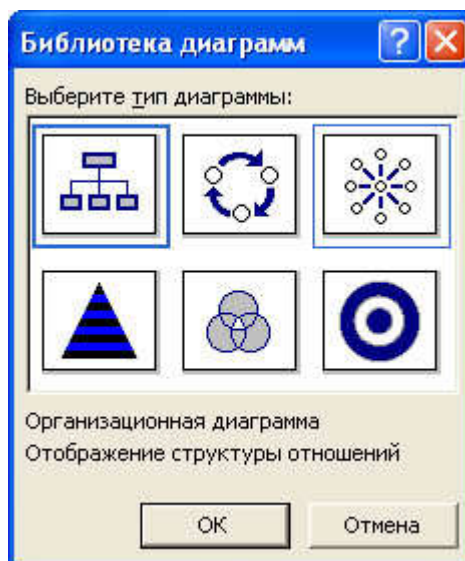 Библиотека диаграмм
Выберите тип диаграммы:
Организационная диаграмма
Отображение структуры отношений
ОК
Отмена